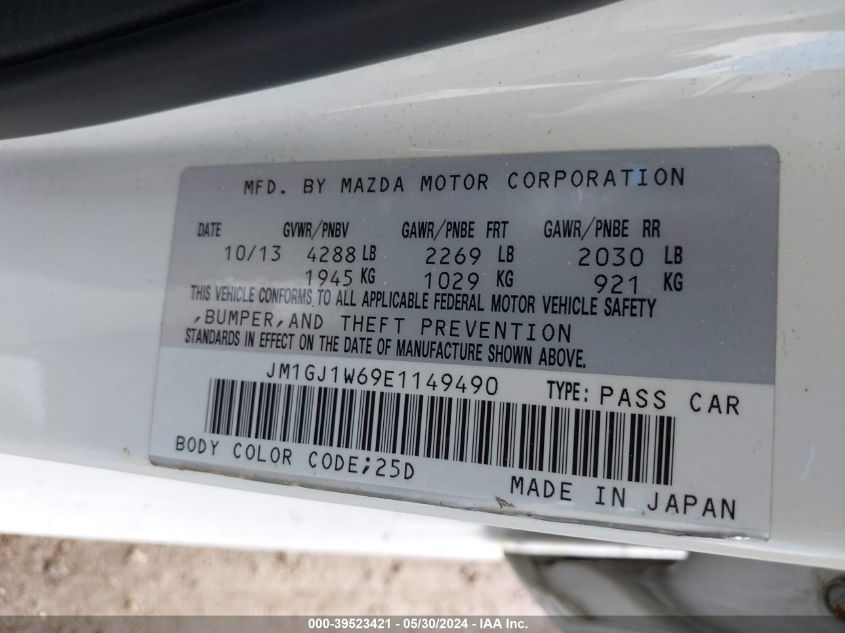 MFD. BY MAZDA MOTOR CORPORATION
DATE GVWR/PNBV GAWR/PNBE FRT GAWR/PNBE RR
10/13 4288 LB 2269 LB 2030 LB
1945 KG 1029 KG 921 KG
THIS VEHICLE CONFORMS TO ALL APPLICABLE FEDERAL MOTOR VEHICLE SAFETY
,BUMPER,AND THEFT PREVENTION
STANDARDS IN EFFECT ON THE DATE OF MANUFACTURE SHOWN ABOVE.
JM1GJ1W69E1149490 TYPE: PASS CAR
BODY COLOR CODE;25D
MADE IN JAPAN
000-39523421 - 05/30/2024 - IAA Inc.